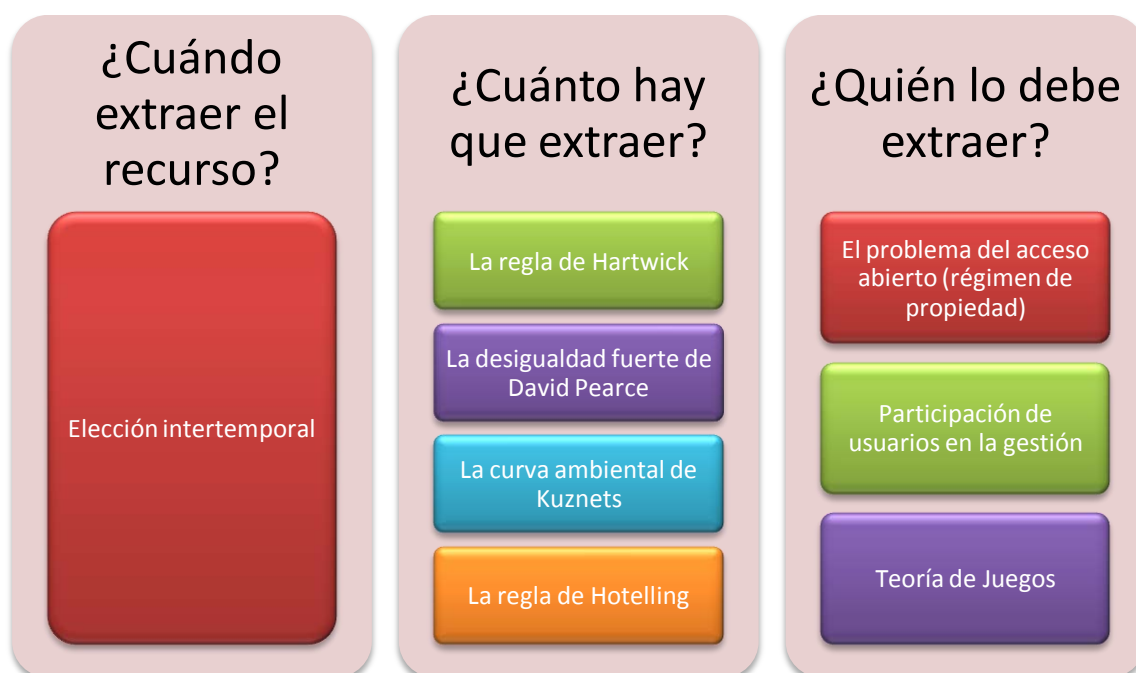 ¿Cuándo
extraer el
recurso?
Elección intertemporal
¿Cuánto hay
que extraer?
La regla de Hartwick
La desigualdad fuerte de
David Pearce
La curva ambiental de
Kuznets
La regla de Hotelling
¿Quién lo debe
extraer?
El problema del acceso
abierto (régimen de
propiedad)
Participación de
usuarios en la gestión
Teoría de Juegos